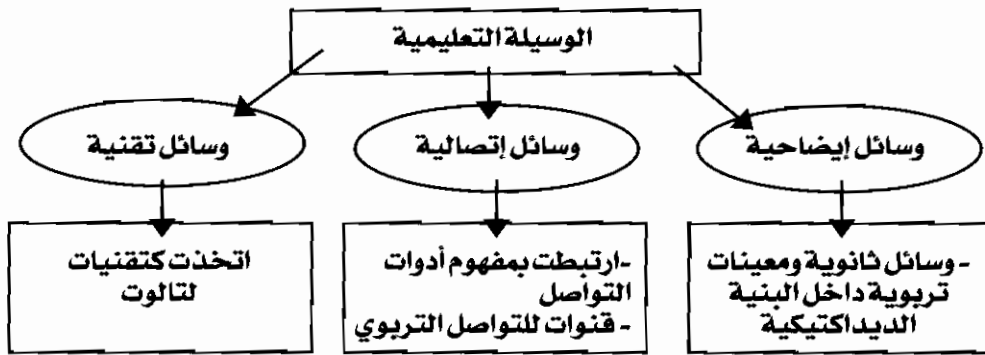 الوسيلة التعليمية
وسائل إيضاحية
وسائل إتصالية
وسائل تقنية
- وسائل ثانوية ومعينات
تربوية داخل البنية
الديداكتيكية
-ارتبطت بمفهوم أدوات
التواصل
- قنوات للتواصل التربوي
اتخذت كتقنيات
لتالوت